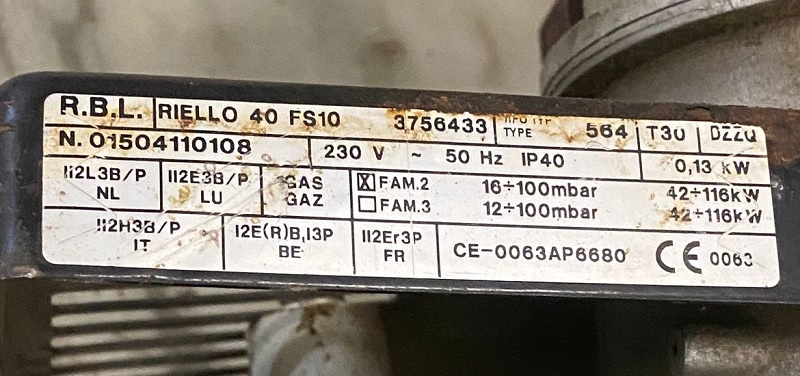 R.B.L. RIELLO 40 FS10 3756433 TIPO/TYP TYPE 564 T30
N. 01504110108 230 V ~ 50 Hz IP40 0,13 kW
II2L3B/P NL II2E3B/P LU GAS GAZ ☒ FAM.2 16÷100mbar 42÷116kW
☐ FAM.3 12÷100mbar 42÷116kW
II2H3B/P IT I2E(R)B,I3P BE II2Er3P FR CE-0063AP6680 CE 0063